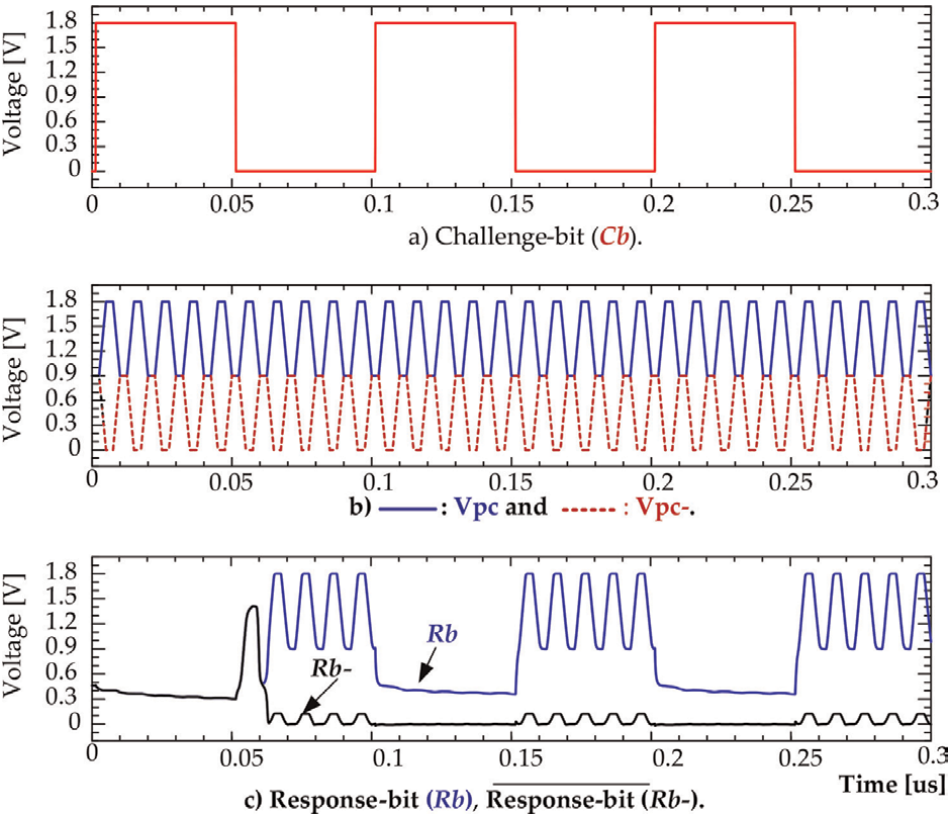 Voltage [V]
1.8
1.5
1.2
0.9
0.6
0.3
0
0 0.05 0.1 0.15 0.2 0.25 0.3
a) Challenge-bit (Cb).
Voltage [V]
1.8
1.5
1.2
0.9
0.6
0.3
0
0 0.05 0.1 0.15 0.2 0.25 0.3
b) : Vpc and : Vpc-.
Voltage [V]
1.8
1.5
1.2
0.9
0.6
0.3
0
Rb
Rb-
0 0.05 0.1 0.15 0.2 0.25 0.3
Time [us]
c) Response-bit (Rb), Response-bit (Rb-).